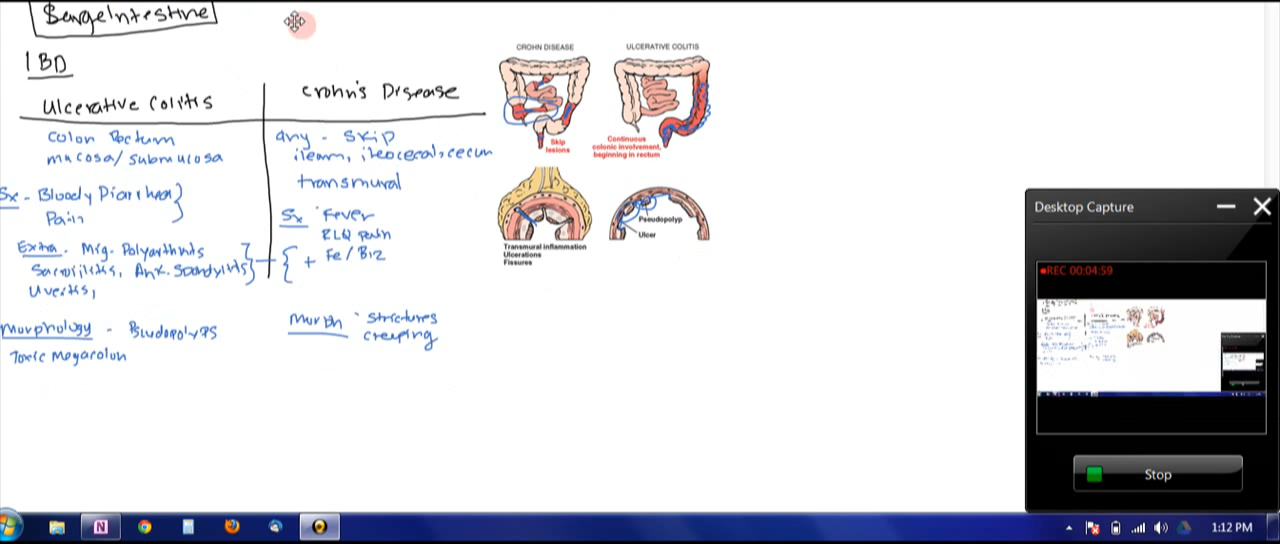 Large Intestine
IBD
Ulcerative Colitis
Crohn's Disease
Colon Rectum
mucosa/submucosa
any - Skip
ileum, ileocecal, cecum
transmural
Sx - Bloody Diarrhea
Pain
Sx Fever
RLQ pain
+ Fe/B12
Extra - Mig. Polyarthritis
Sacroiliitis, Ank. Spondylitis
Uveitis,
Morphology - Pseudopolyps
Toxic Megacolon
Morph Strictures
creeping
CROHN DISEASE
ULCERATIVE COLITIS
Skip
lesions
Continuous
colonic involvement,
beginning in rectum
Transmural inflammation
Ulcerations
Fissures
Pseudopolyp
Ulcer
Desktop Capture
REC 00:04:59
Stop
1:12 PM